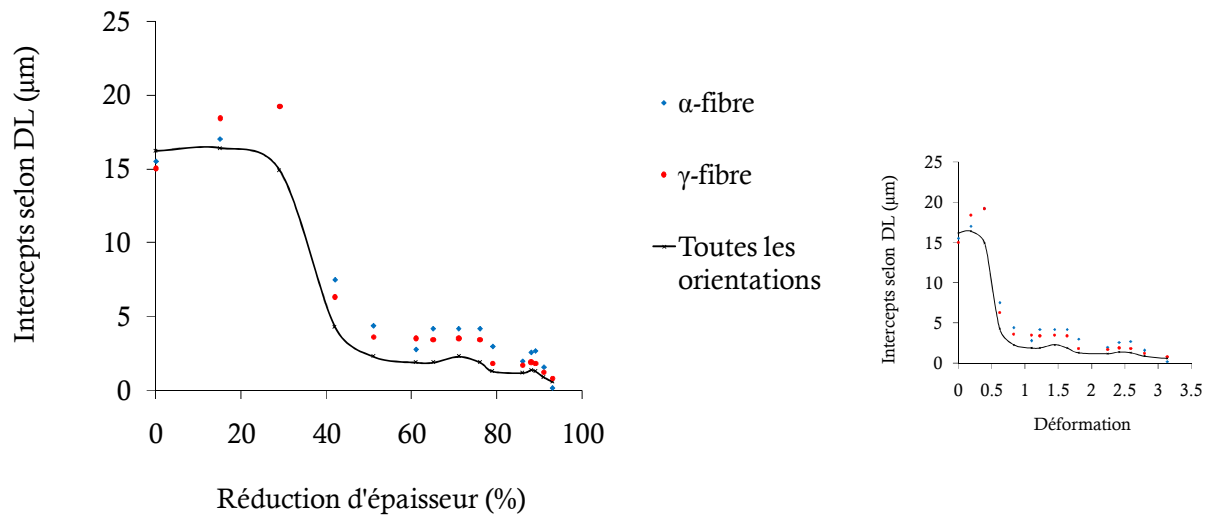 Intercepts selon DL (µm)
25
20
15
10
5
0
0 20 40 60 80 100
Réduction d'épaisseur (%)
α-fibre
γ-fibre
Toutes les
orientations
Intercepts selon DL (µm)
25
20
15
10
5
0
0 0.5 1 1.5 2 2.5 3 3.5
Déformation